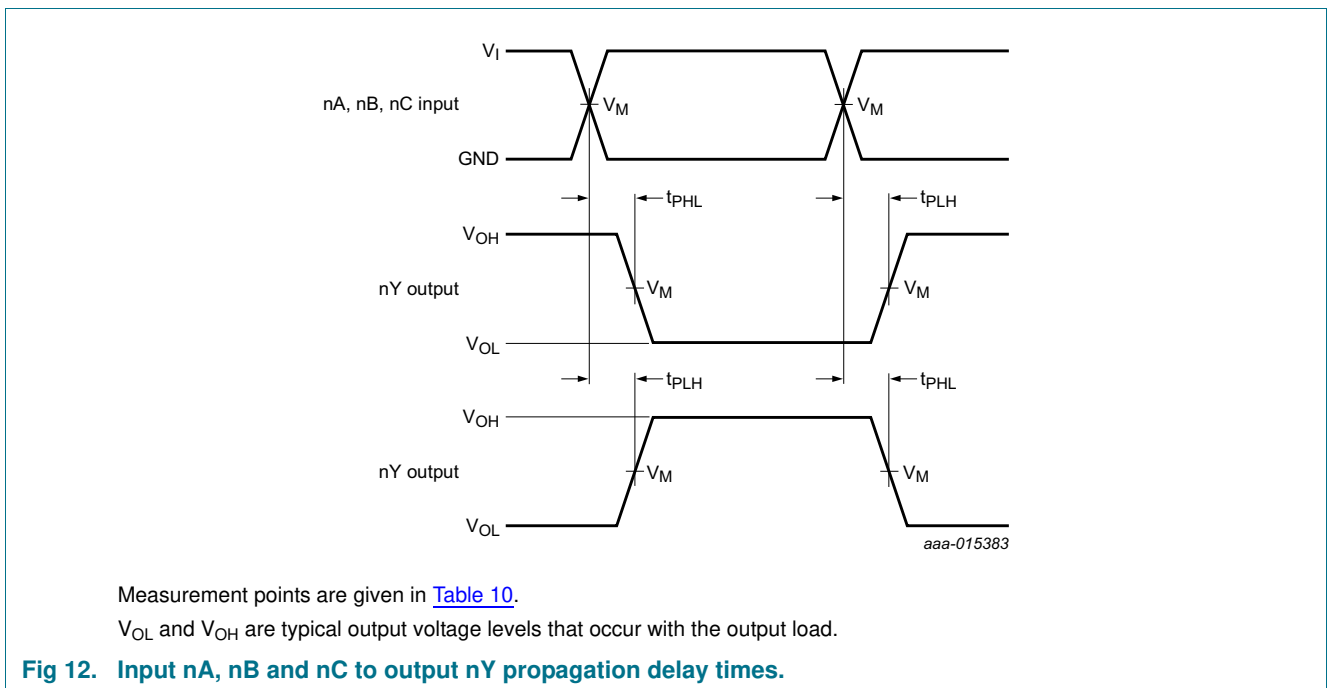 VI
nA, nB, nC input
VM
VM
GND
tPHL
tPLH
VOH
nY output
VM
VM
VOL
tPLH
tPHL
VOH
nY output
VM
VM
VOL
aaa-015383
Measurement points are given in Table 10.
VOL and VOH are typical output voltage levels that occur with the output load.
Fig 12. Input nA, nB and nC to output nY propagation delay times.